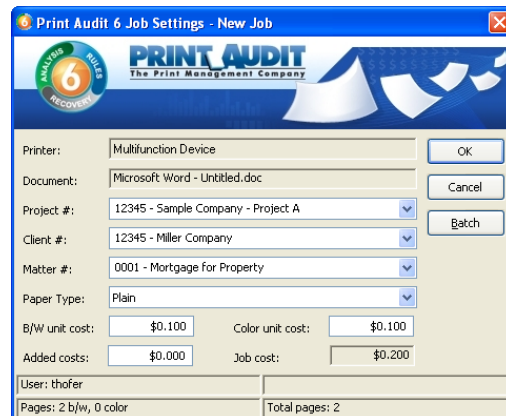 Print Audit 6 Job Settings - New Job
ANALYSIS RULES RECOVERY
6
PRINT AUDIT
The Print Management Company
Printer: Multifunction Device
OK
Document: Microsoft Word - Untitled.doc
Cancel
Project #: 12345 - Sample Company - Project A
Batch
Client #: 12345 - Miller Company
Matter #: 0001 - Mortgage for Property
Paper Type: Plain
B/W unit cost: $0.100 Color unit cost: $0.100
Added costs: $0.000 Job cost: $0.200
User: thofer
Pages: 2 b/w, 0 color Total pages: 2